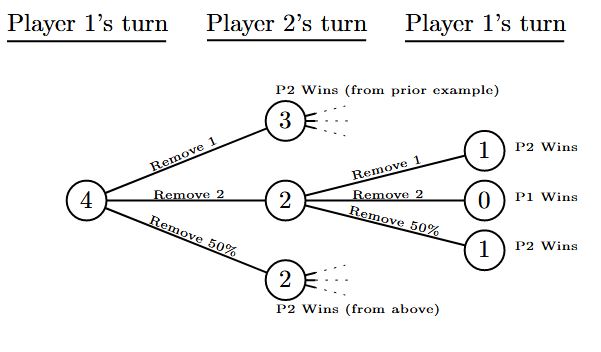 Player 1's turn Player 2's turn Player 1's turn
P2 Wins (from prior example)
3
Remove 1
1 P2 Wins
Remove 1
4 Remove 2 2 Remove 2 0 P1 Wins
Remove 50%
Remove 50%
1 P2 Wins
2
P2 Wins (from above)